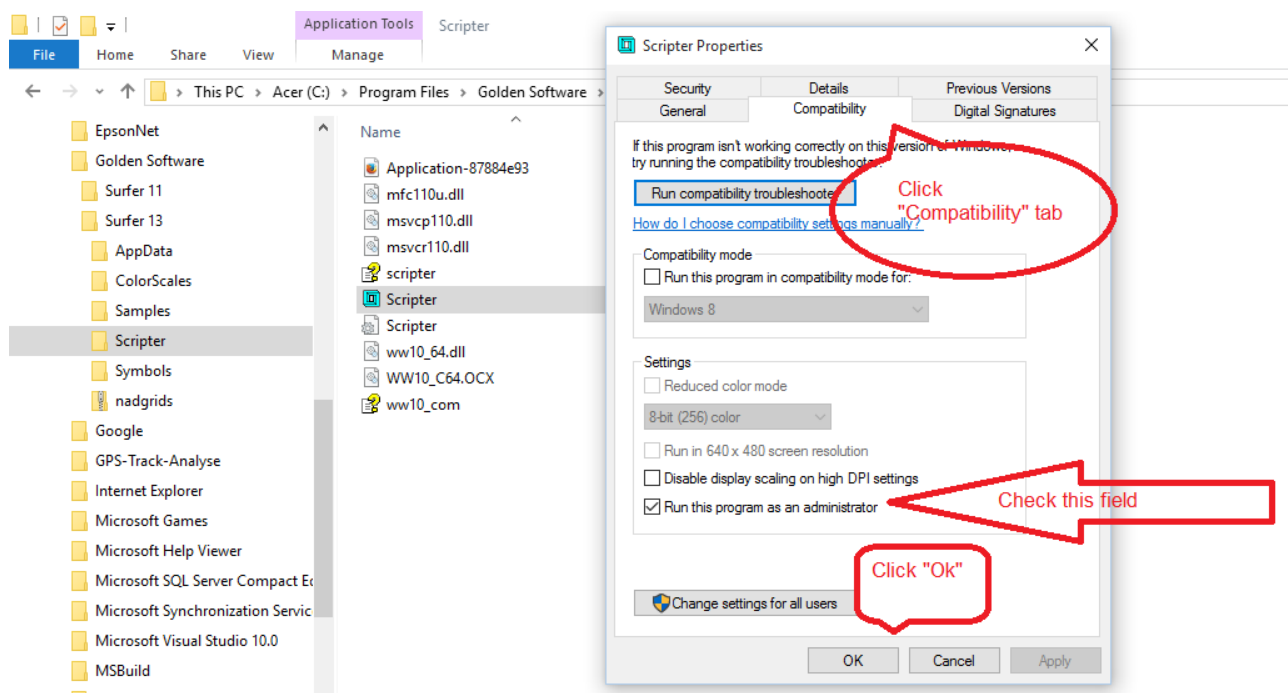 Application Tools
Scripter
File
Home
Share
View
Manage
This PC
Acer (C:)
Program Files
Golden Software
EpsonNet
Golden Software
Surfer 11
Surfer 13
AppData
ColorScales
Samples
Scripter
Symbols
nadgrids
Google
GPS-Track-Analyse
Internet Explorer
Microsoft Games
Microsoft Help Viewer
Microsoft SQL Server Compact Ec
Microsoft Synchronization Servic
Microsoft Visual Studio 10.0
MSBuild
Name
Application-87884e93
mfc110u.dll
msvcp110.dll
msvcr110.dll
scripter
Scripter
Scripter
ww10_64.dll
WW10_C64.OCX
ww10_com
Scripter Properties
Security
Details
Previous Versions
General
Compatibility
Digital Signatures
If this program isn't working correctly on this version of Windows,
try running the compatibility troubleshooter.
Run compatibility troubleshooter
How do I choose compatibility settings manually?
Click
"Compatibility" tab
Compatibility mode
Run this program in compatibility mode for:
Windows 8
Settings
Reduced color mode
8-bit (256) color
Run in 640 x 480 screen resolution
Disable display scaling on high DPI settings
Run this program as an administrator
Check this field
Click "Ok"
Change settings for all users
OK
Cancel
Apply